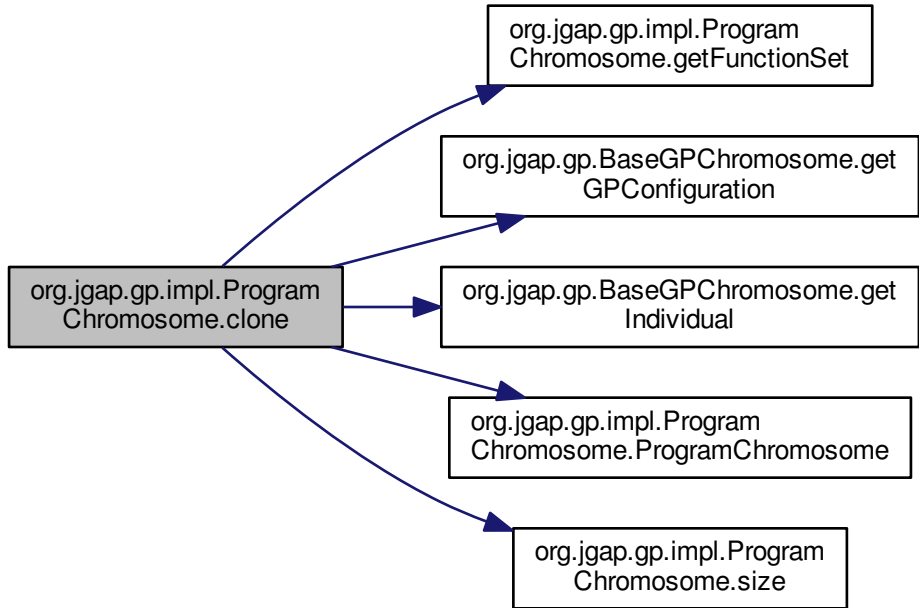 org.jgap.gp.impl.Program
Chromosome.getFunctionSet
org.jgap.gp.BaseGPChromosome.get
GPConfiguration
org.jgap.gp.impl.Program
Chromosome.clone
org.jgap.gp.BaseGPChromosome.get
Individual
org.jgap.gp.impl.Program
Chromosome.ProgramChromosome
org.jgap.gp.impl.Program
Chromosome.size